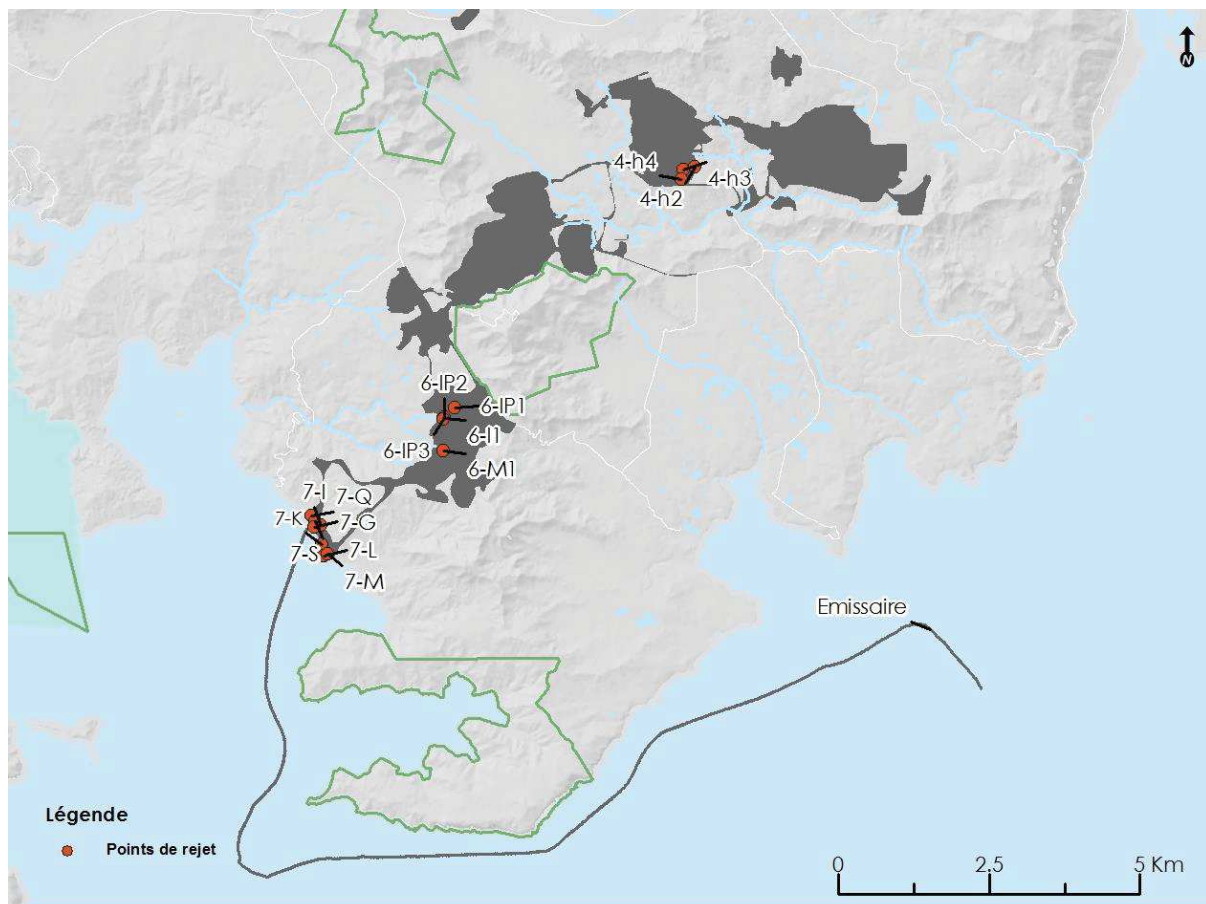 N
4-h4
4-h3
4-h2
6-IP2
6-IP1
6-I1
6-IP3
6-M1
7-I
7-Q
7-K
7-G
7-S
7-L
7-M
Emissaire
Légende
Points de rejet
0
2.5
5 Km